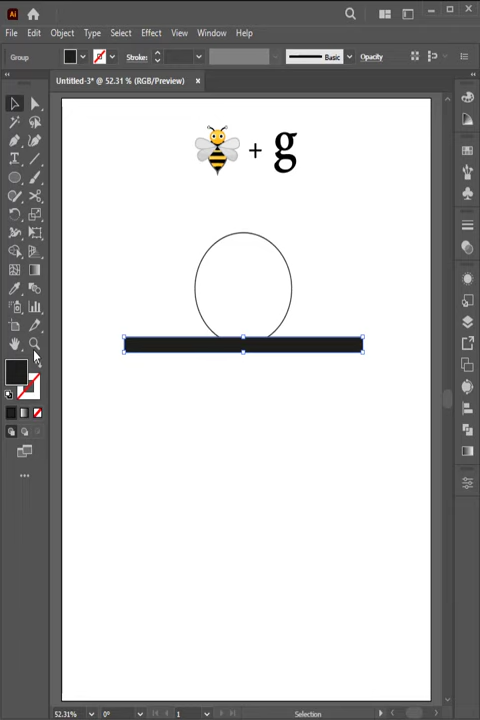 Ai
File Edit Object Type Select Effect View Window Help
Group Stroke: Basic Opacity
Untitled-3* @ 52.31 % (RGB/Preview) ×
+ g
52.31% 0° 1 Selection